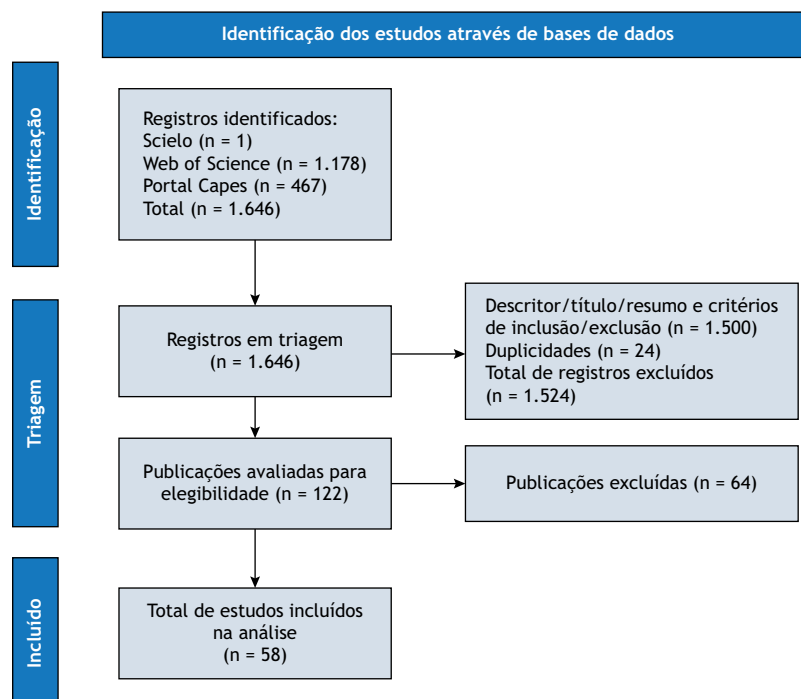 Identificação dos estudos através de bases de dados
Identificação
Registros identificados:
Scielo (n = 1)
Web of Science (n = 1.178)
Portal Capes (n = 467)
Total (n = 1.646)
Triagem
Registros em triagem
(n = 1.646)
Descritor/título/resumo e critérios
de inclusão/exclusão (n = 1.500)
Duplicidades (n = 24)
Total de registros excluídos
(n = 1.524)
Publicações avaliadas para
elegibilidade (n = 122)
Publicações excluídas (n = 64)
Incluído
Total de estudos incluídos
na análise
(n = 58)